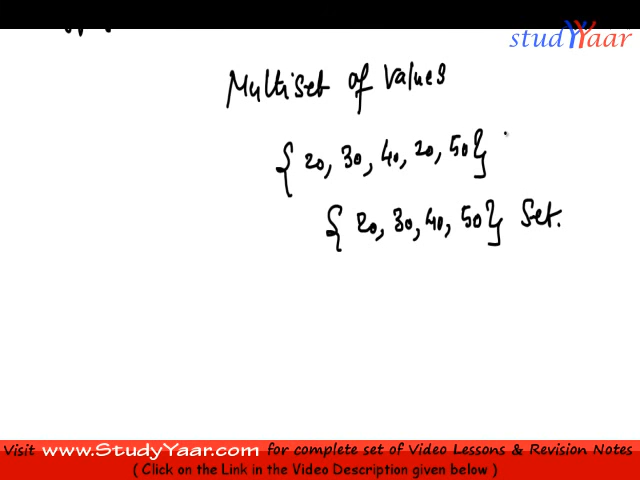 studYYaar
Multiset of values
{ 20, 30, 40, 20, 50}
{ 20, 30, 40, 50} Set.
Visit www.StudyYaar.com for complete set of Video Lessons & Revision Notes
( Click on the Link in the Video Description given below )